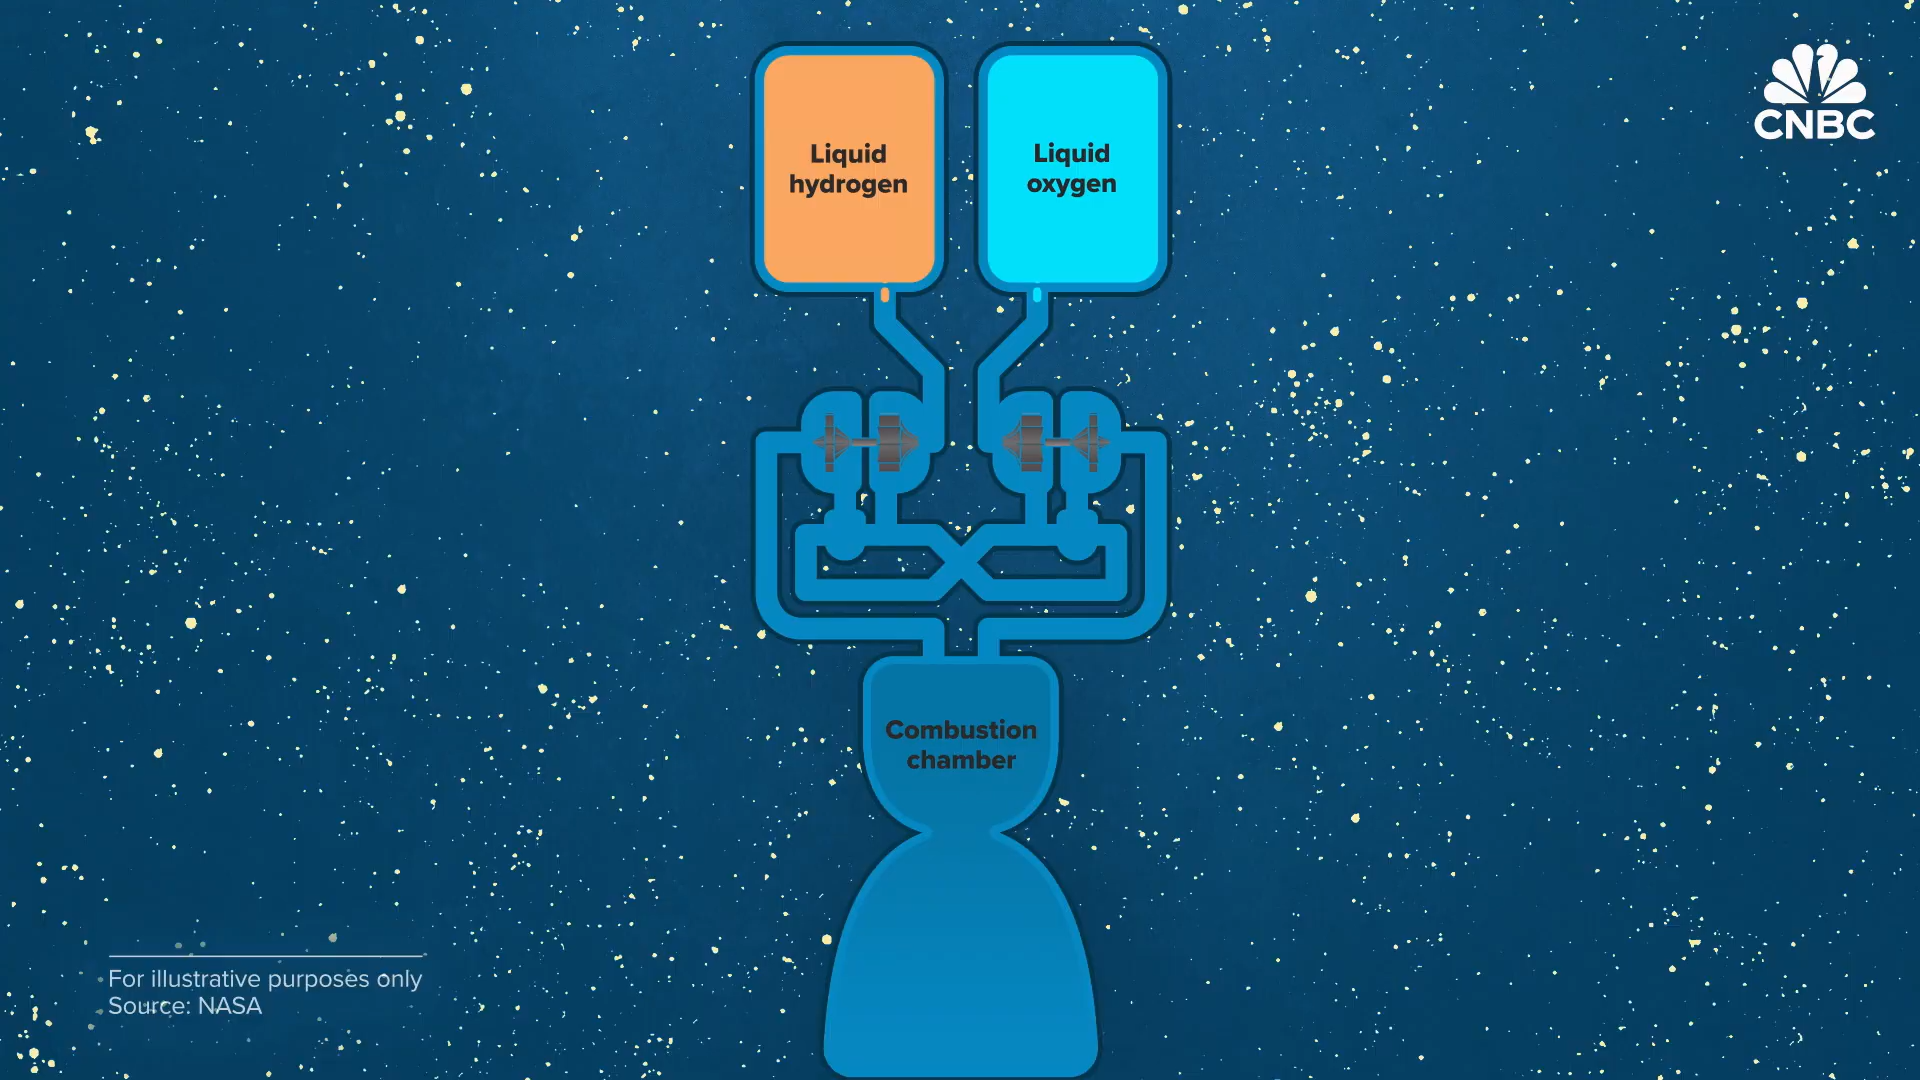 Liquid
hydrogen
Liquid
oxygen
CNBC
Combustion
chamber
For illustrative purposes only
Source: NASA